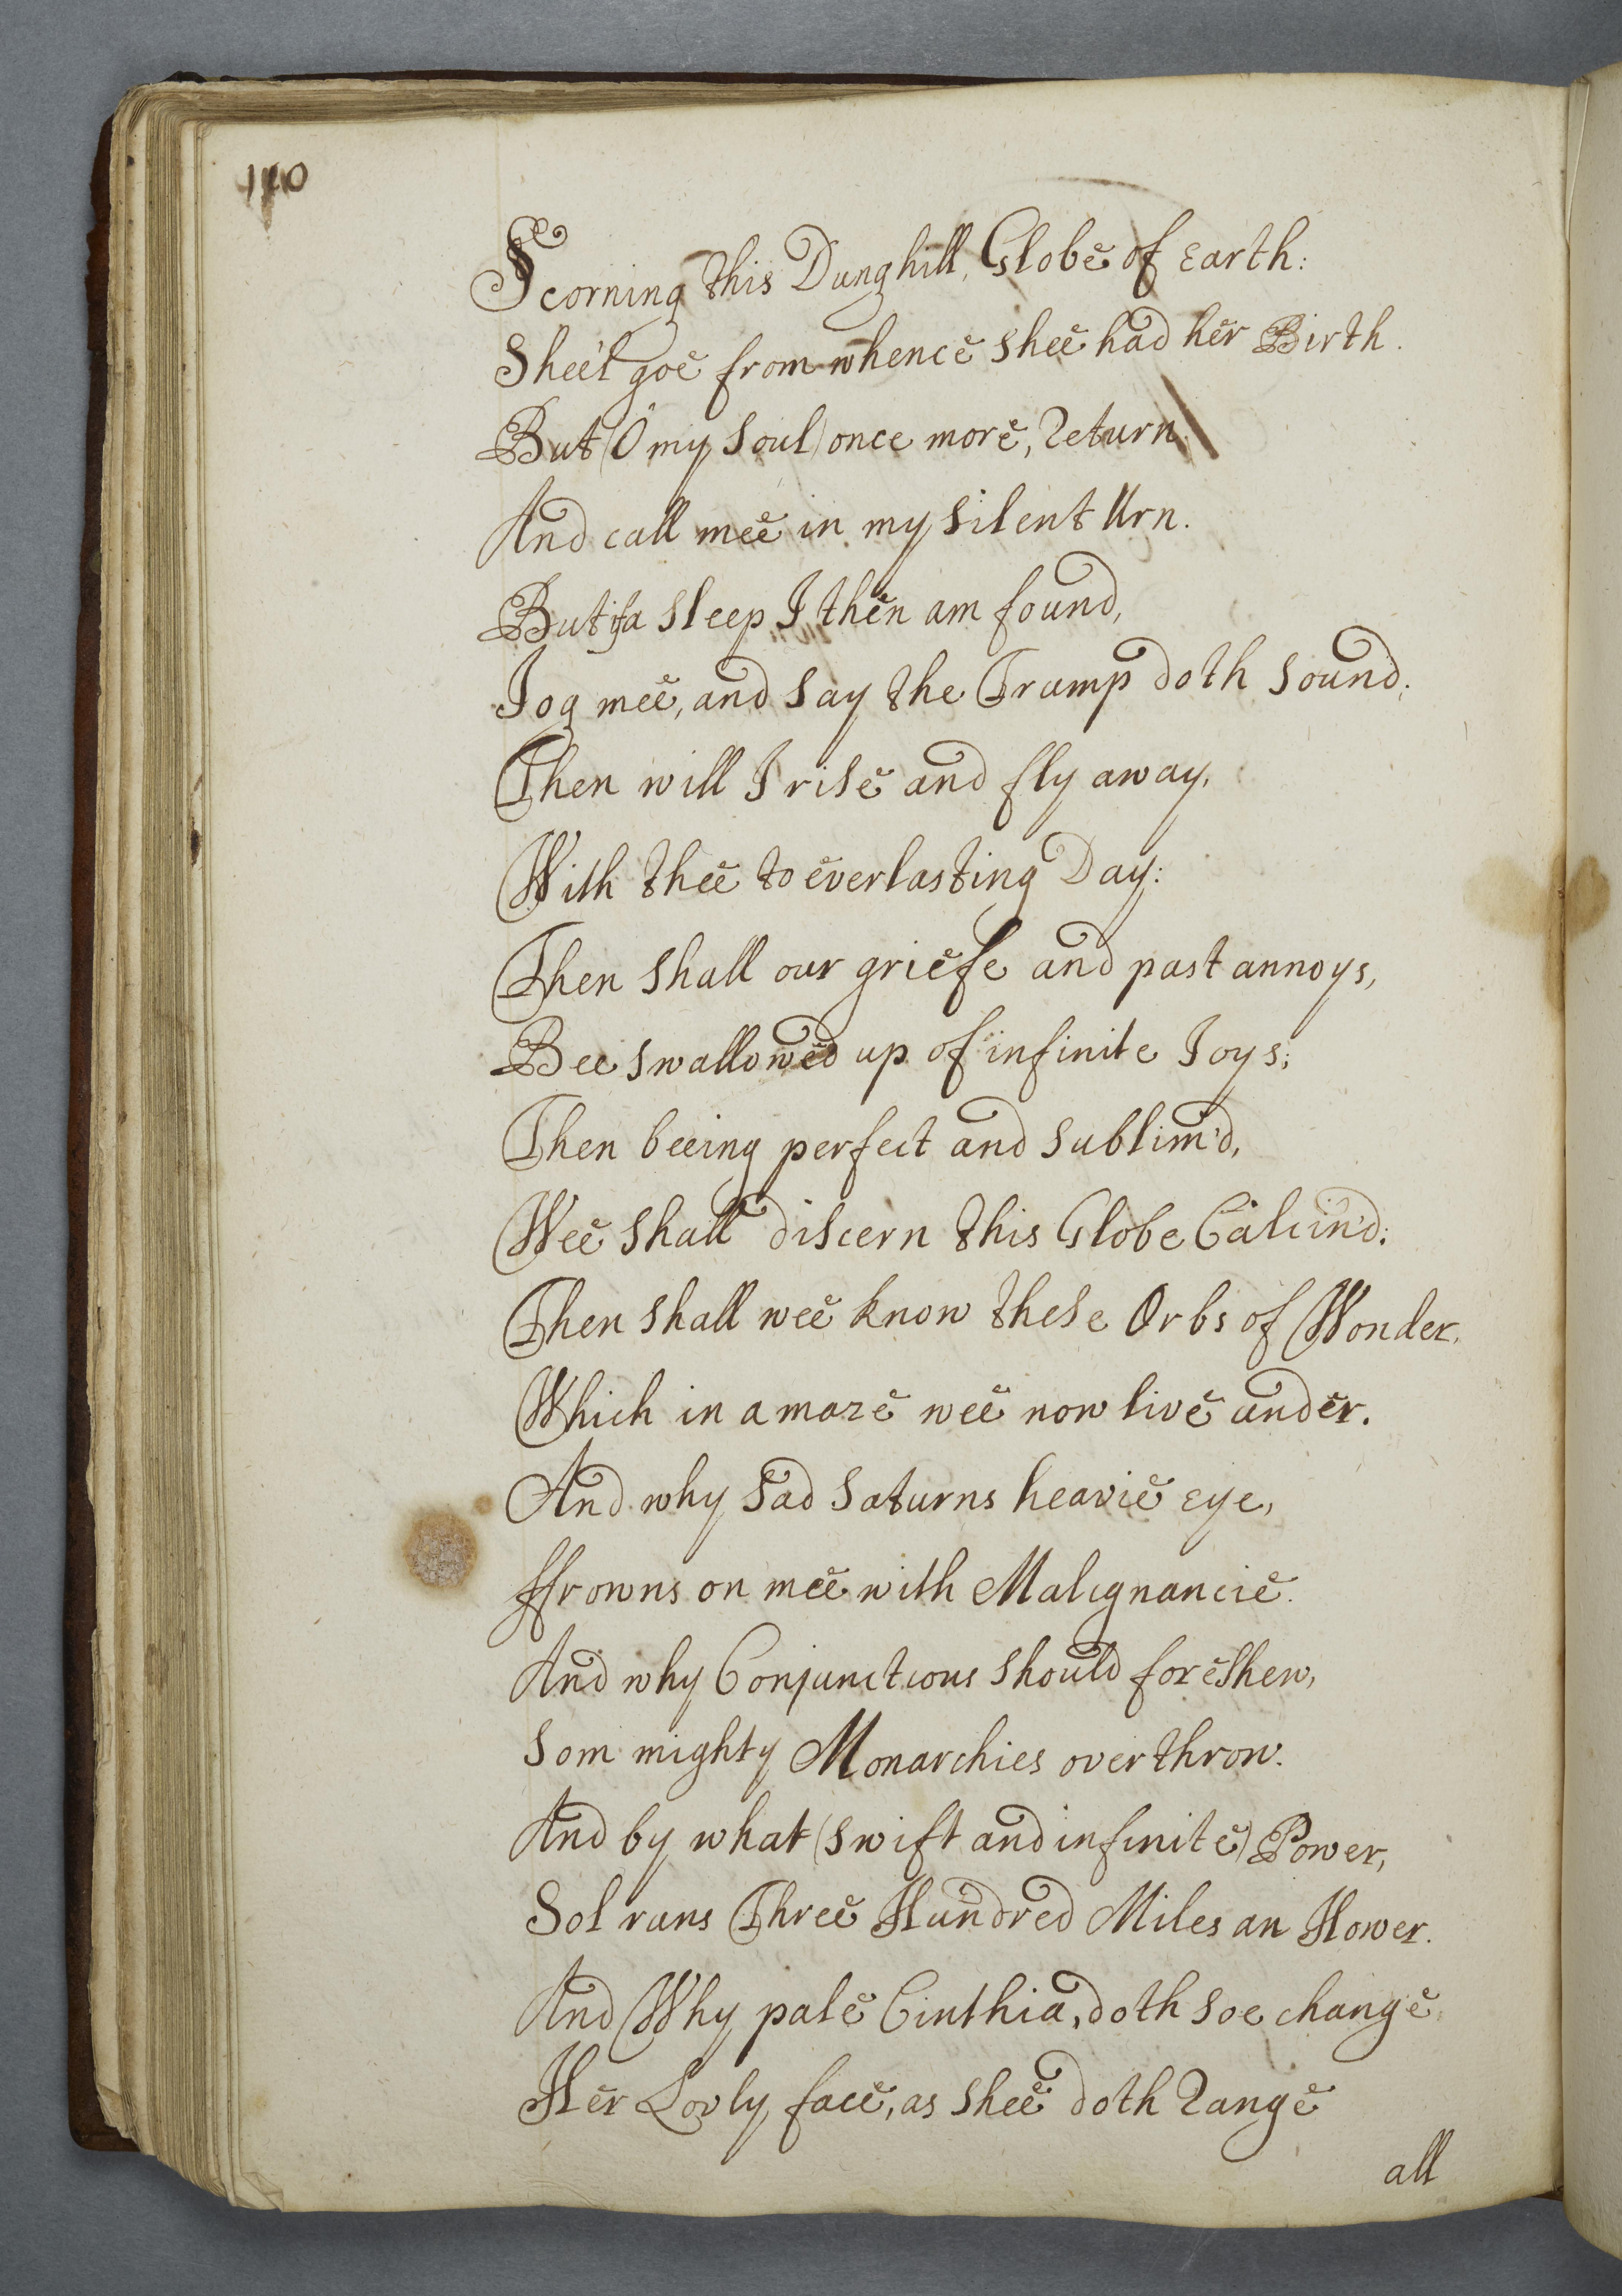 Scorning this Dunghill, Globe of Earth:
Shee'l goe from whence shee had her Birth.
But (O my Soul) once more, Return
And call mee in my silent Urn.
But if a sleep I then am found,
Jog mee, and say the Trump doth sound;
Then will I rise and fly away,
With thee to everlasting Day:
Then shall our griefe and past annoys,
Bee swallowed up of infinite Joys;
Then beeing perfect and sublim'd,
Wee shall discern this Globe Calcin'd:
Then shall wee know these Orbs of Wonder,
Which in amaze wee now live under.
And why sad Saturns heavie eye,
ffrowns on mee with Malignancie.
And why Conjunctions should foreshew,
Som mighty Monarchies overthrow.
And by what (swift and infinite) Power,
Sol runs Three Hundred Miles an Hower.
And Why pale Cinthia, doth soe change
Her Lovly face, as shee doth Range
all